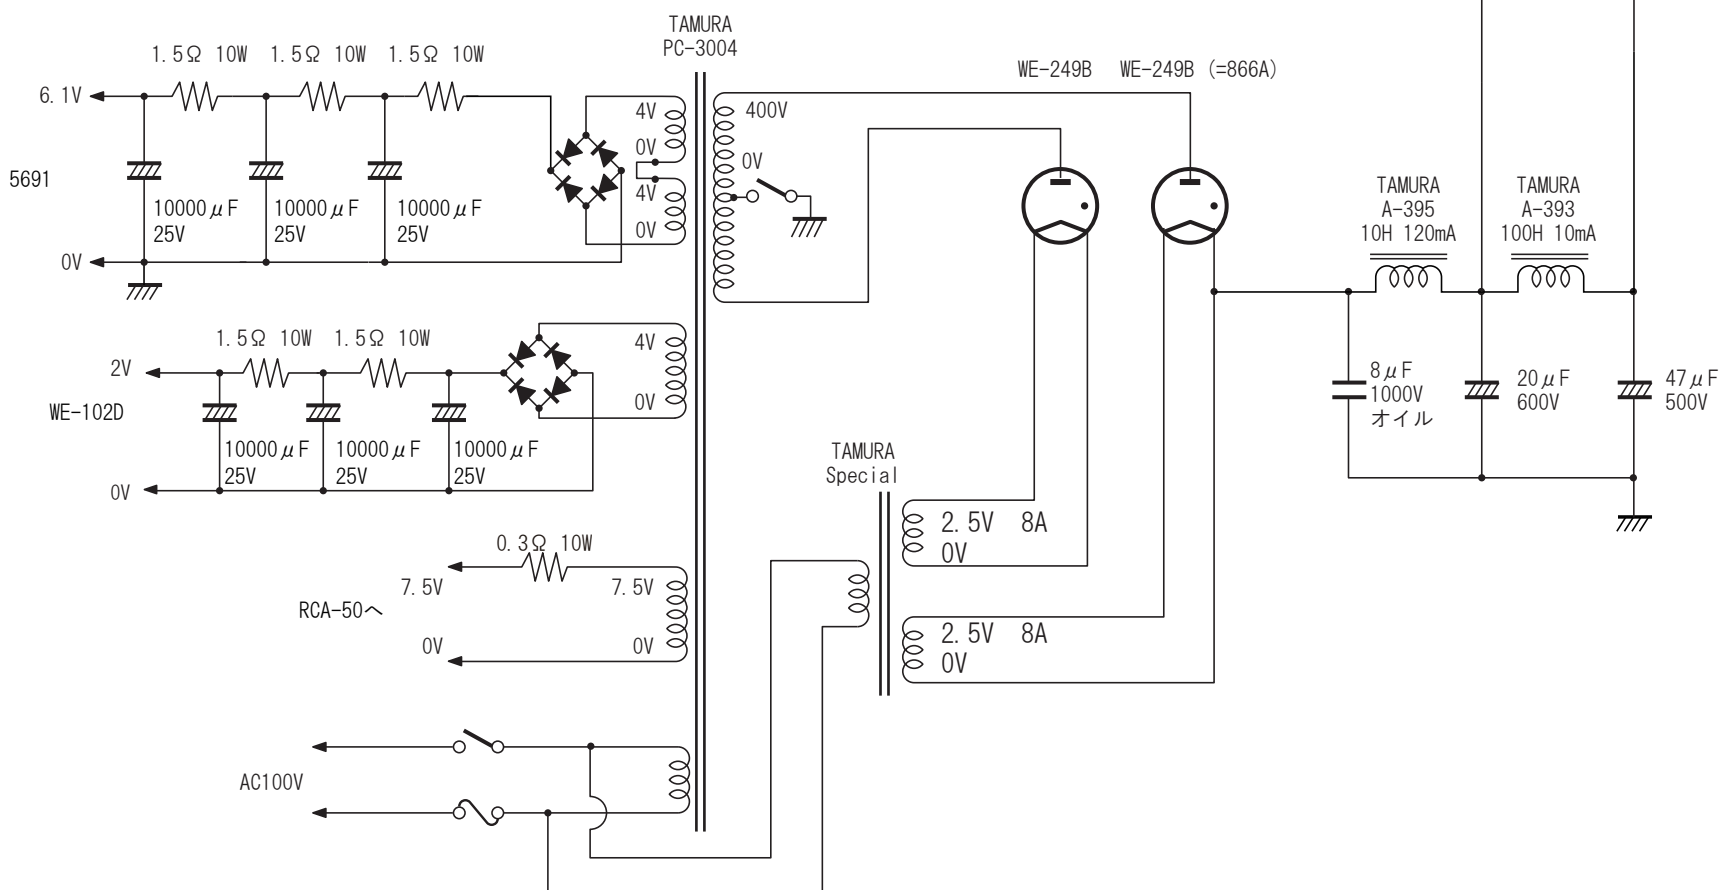 TAMURA
PC-3004
1.5Ω 10W
1.5Ω 10W
1.5Ω 10W
6.1V
5691
0V
10000μF
25V
10000μF
25V
10000μF
25V
4V
0V
4V
0V
400V
0V
WE-249B
WE-249B (=866A)
TAMURA
A-395
10H 120mA
TAMURA
A-393
100H 10mA
1.5Ω 10W
1.5Ω 10W
2V
WE-102D
0V
10000μF
25V
10000μF
25V
10000μF
25V
4V
0V
8μF
1000V
オイル
20μF
600V
47μF
500V
TAMURA
Special
2.5V 8A
0V
2.5V 8A
0V
0.3Ω 10W
7.5V
RCA-50へ
0V
7.5V
0V
AC100V